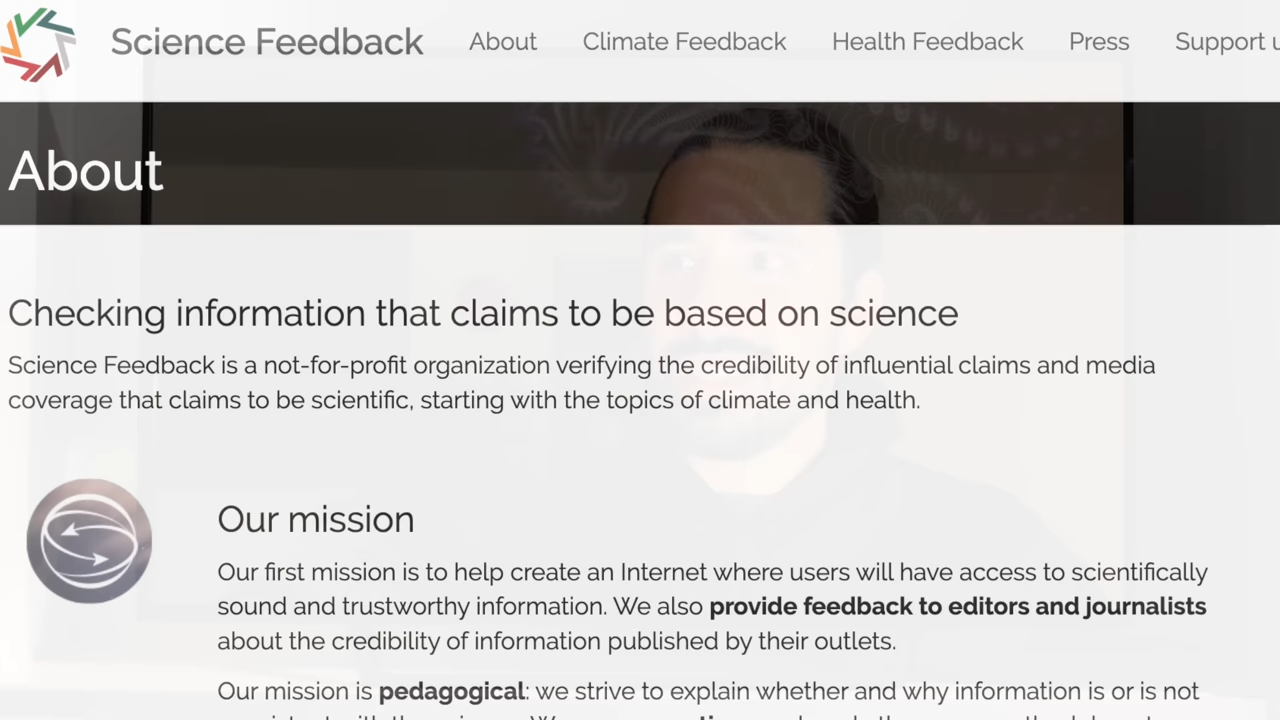 Science Feedback About Climate Feedback Health Feedback Press Support
About
Checking information that claims to be based on science
Science Feedback is a not-for-profit organization verifying the credibility of influential claims and media
coverage that claims to be scientific, starting with the topics of climate and health.
Our mission
Our first mission is to help create an Internet where users will have access to scientifically
sound and trustworthy information. We also provide feedback to editors and journalists
about the credibility of information published by their outlets.
Our mission is pedagogical: we strive to explain whether and why information is or is not